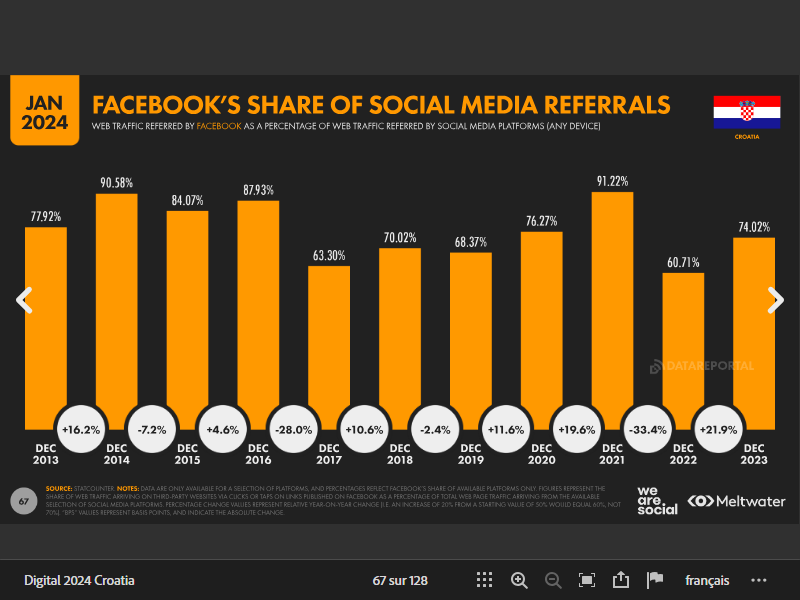 JAN
2024
FACEBOOK'S SHARE OF SOCIAL MEDIA REFERRALS
WEB TRAFFIC REFERRED BY FACEBOOK AS A PERCENTAGE OF WEB TRAFFIC REFERRED BY SOCIAL MEDIA PLATFORMS (ANY DEVICE)
CROATIA
77.92%
90.58%
84.07%
87.93%
63.30%
70.02%
68.37%
76.27%
91.22%
60.71%
74.02%
DATAREPORTAL
+16.2%
-7.2%
+4.6%
-28.0%
+10.6%
-2.4%
+11.6%
+19.6%
-33.4%
+21.9%
DEC
2013
DEC
2014
DEC
2015
DEC
2016
DEC
2017
DEC
2018
DEC
2019
DEC
2020
DEC
2021
DEC
2022
DEC
2023
67
SOURCE: STATCOUNTER. NOTES: DATA ARE ONLY AVAILABLE FOR A SELECTION OF PLATFORMS, AND PERCENTAGES REFLECT FACEBOOK'S SHARE OF AVAILABLE PLATFORMS ONLY. FIGURES REPRESENT THE
SHARE OF WEB TRAFFIC ARRIVING ON THIRD-PARTY WEBSITES VIA CLICKS OR TAPS ON LINKS PUBLISHED ON FACEBOOK AS A PERCENTAGE OF TOTAL WEB PAGE TRAFFIC ARRIVING FROM THE AVAILABLE
SELECTION OF SOCIAL MEDIA PLATFORMS. PERCENTAGE CHANGE VALUES REPRESENT RELATIVE YEAR-ON-YEAR CHANGE (I.E. AN INCREASE OF 20% FROM A STARTING VALUE OF 50% WOULD EQUAL 60%, NOT
70%). "BPS" VALUES REPRESENT BASIS POINTS, AND INDICATE THE ABSOLUTE CHANGE.
we
are.
social
Meltwater
Digital 2024 Croatia
67 sur 128
français